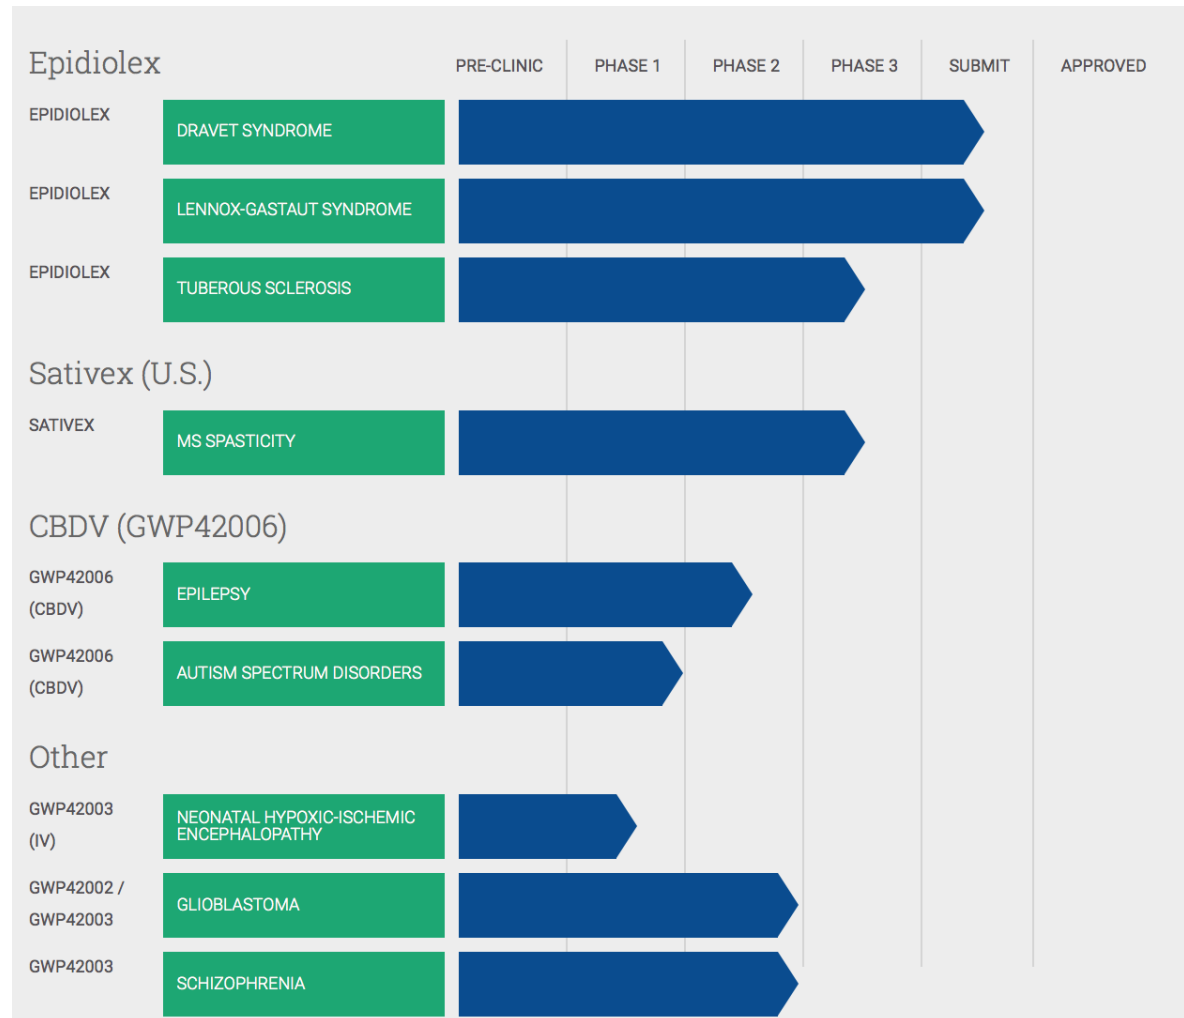 Epidiolex
PRE-CLINIC PHASE 1 PHASE 2 PHASE 3 SUBMIT APPROVED
EPIDIOLEX
DRAVET SYNDROME
EPIDIOLEX
LENNOX-GASTAUT SYNDROME
EPIDIOLEX
TUBEROUS SCLEROSIS
Sativex (U.S.)
SATIVEX
MS SPASTICITY
CBDV (GWP42006)
GWP42006
(CBDV)
EPILEPSY
GWP42006
(CBDV)
AUTISM SPECTRUM DISORDERS
Other
GWP42003
(IV)
NEONATAL HYPOXIC-ISCHEMIC
ENCEPHALOPATHY
GWP42002 /
GWP42003
GLIOBLASTOMA
GWP42003
SCHIZOPHRENIA